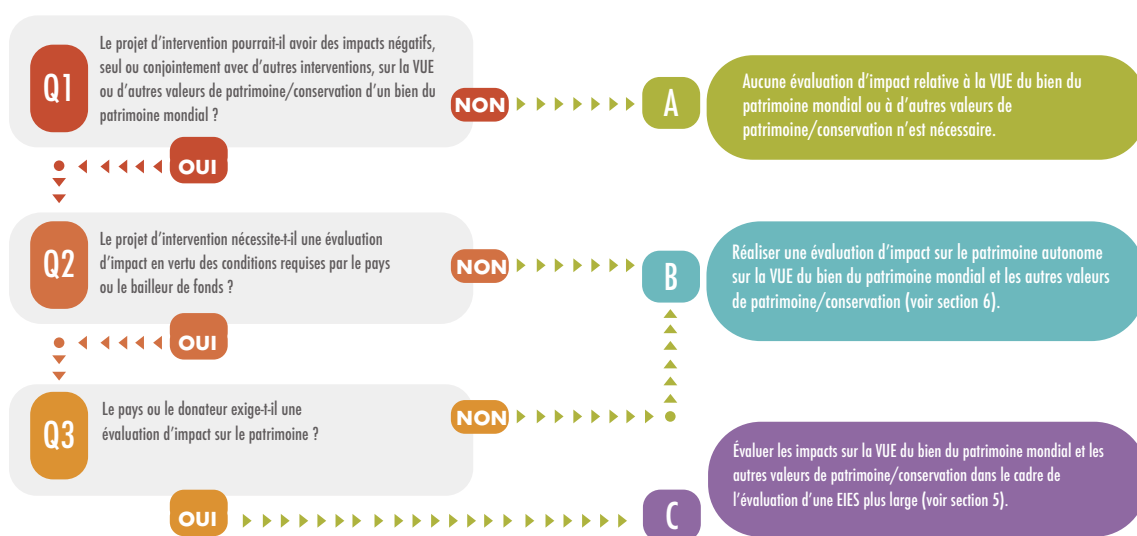 Q1
Le projet d'intervention pourrait-il avoir des impacts négatifs,
seul ou conjointement avec d'autres interventions, sur la VUE
ou d'autres valeurs de patrimoine/conservation d'un bien du
patrimoine mondial ?
NON
A
Aucune évaluation d'impact relative à la VUE du bien du
patrimoine mondial ou à d'autres valeurs de
patrimoine/conservation n'est nécessaire.
OUI
Q2
Le projet d'intervention nécessite-t-il une évaluation
d'impact en vertu des conditions requises par le pays
ou le bailleur de fonds ?
NON
B
Réaliser une évaluation d'impact sur le patrimoine autonome
sur la VUE du bien du patrimoine mondial et les autres valeurs
de patrimoine/conservation (voir section 6).
OUI
Q3
Le pays ou le donateur exige-t-il une
évaluation d'impact sur le patrimoine ?
NON
OUI
C
Évaluer les impacts sur la VUE du bien du patrimoine mondial et les
autres valeurs de patrimoine/conservation dans le cadre de
l'évaluation d'une EIES plus large (voir section 5).